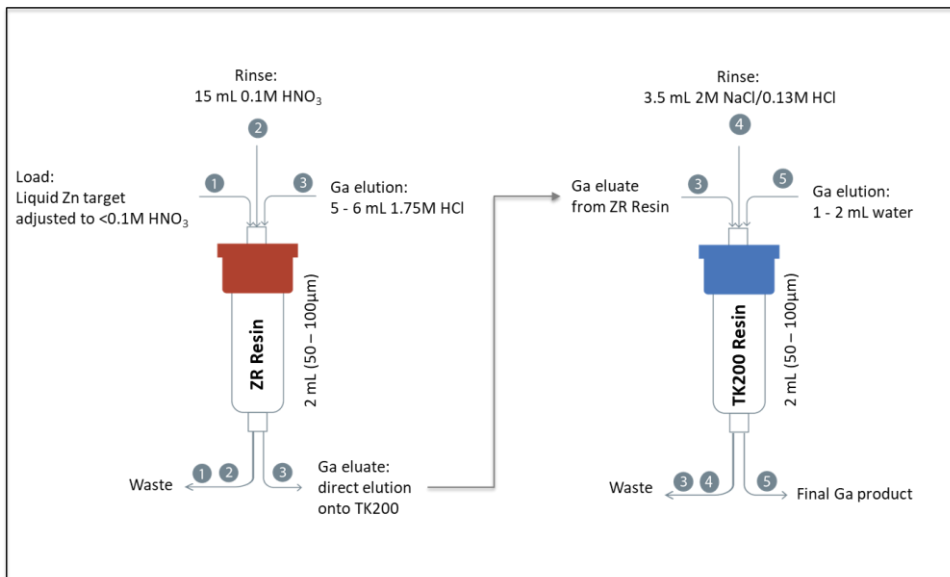 Rinse:
15 mL 0.1M HNO₃
2
Load:
Liquid Zn target
adjusted to <0.1M HNO₃
1
3
Ga elution:
5 - 6 mL 1.75M HCl
ZR Resin
2 mL (50 – 100µm)
Waste
1 2
3
Ga eluate:
direct elution
onto TK200
Rinse:
3.5 mL 2M NaCl/0.13M HCl
4
Ga eluate
from ZR Resin
3
5
Ga elution:
1 - 2 mL water
TK200 Resin
2 mL (50 – 100µm)
Waste
3 4
5
Final Ga product